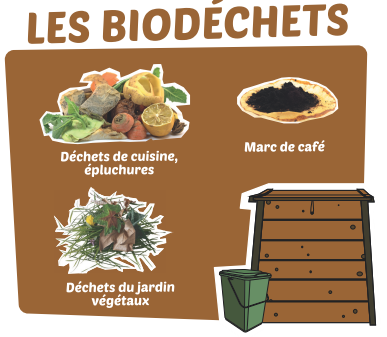 LES BIODÉCHETS
Déchets de cuisine,
épluchures
Marc de café
Déchets du jardin
végétaux